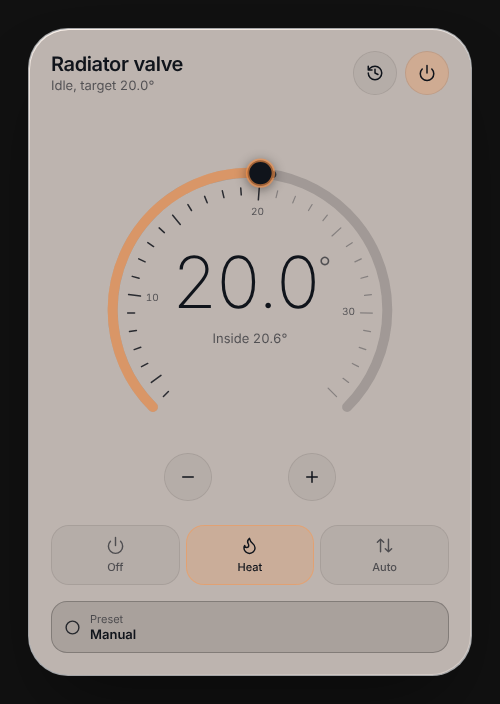 Radiator valve
Idle, target 20.0°
20
10
30
20.0°
Inside 20.6°
Off
Heat
Auto
Preset
Manual